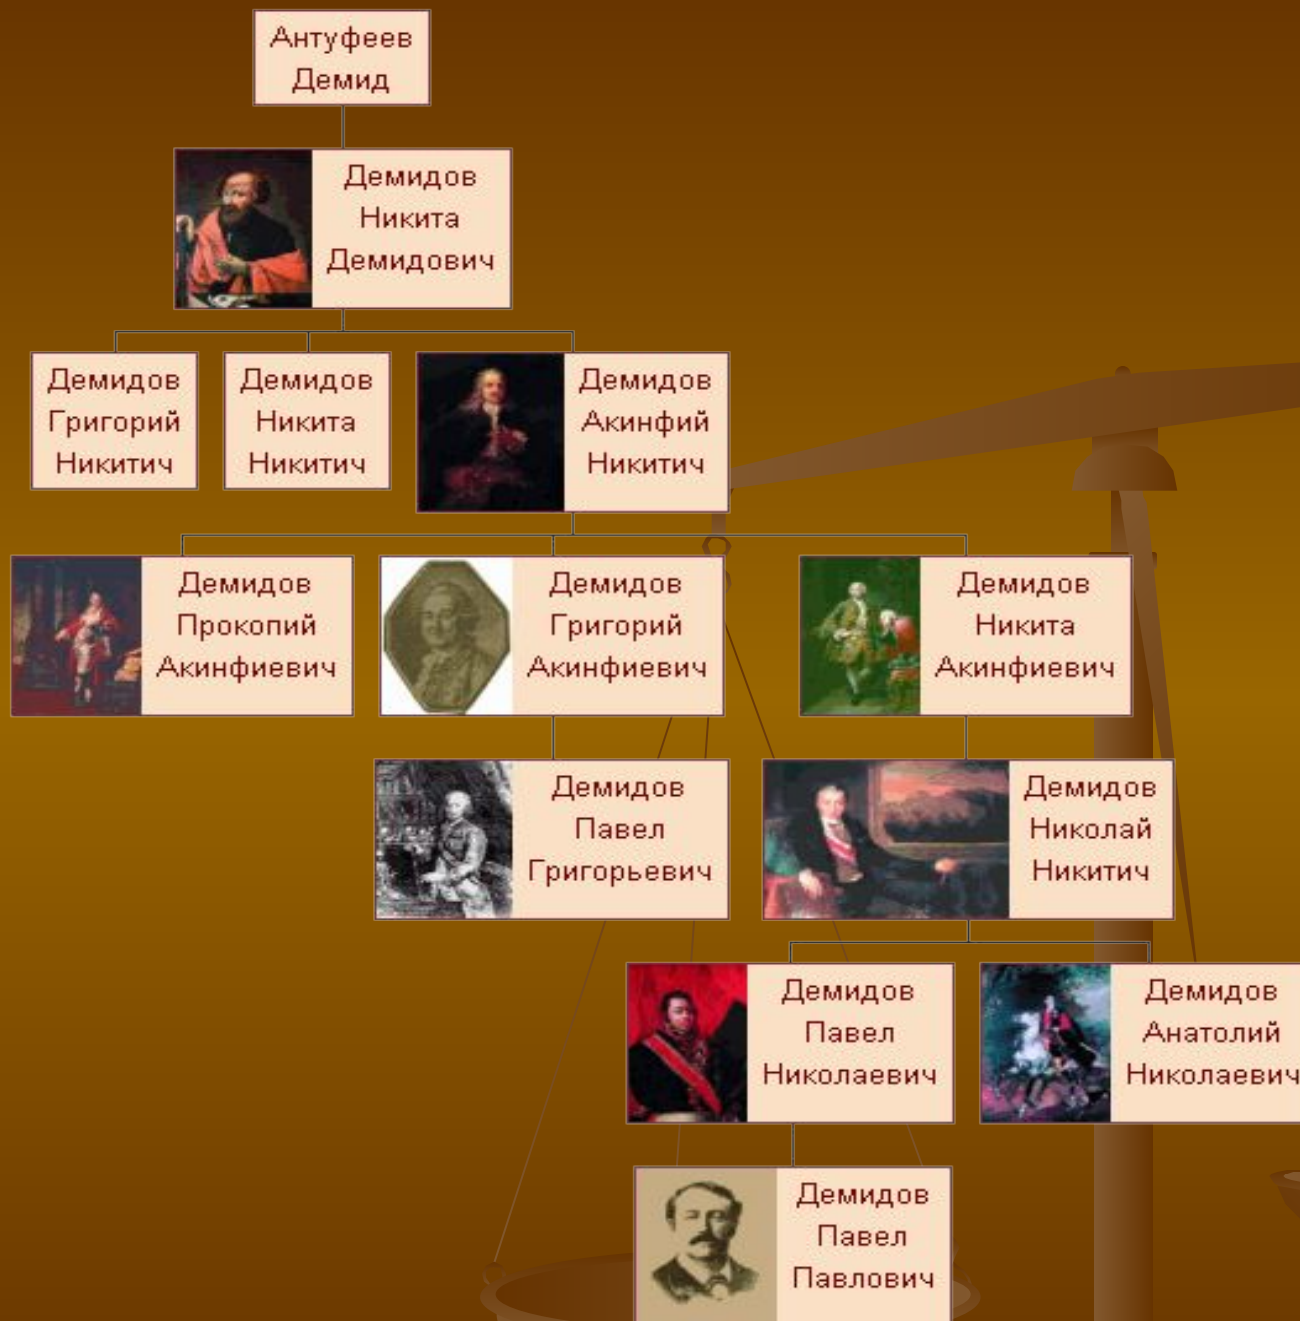 Антуфеев
Демид
Демидов
Никита
Демидович
Демидов
Григорий
Никитич
Демидов
Никита
Никитич
Демидов
Акинфий
Никитич
Демидов
Прокопий
Акинфиевич
Демидов
Григорий
Акинфиевич
Демидов
Никита
Акинфиевич
Демидов
Павел
Григорьевич
Демидов
Николай
Никитич
Демидов
Павел
Николаевич
Демидов
Анатолий
Николаевич
Демидов
Павел
Павлович